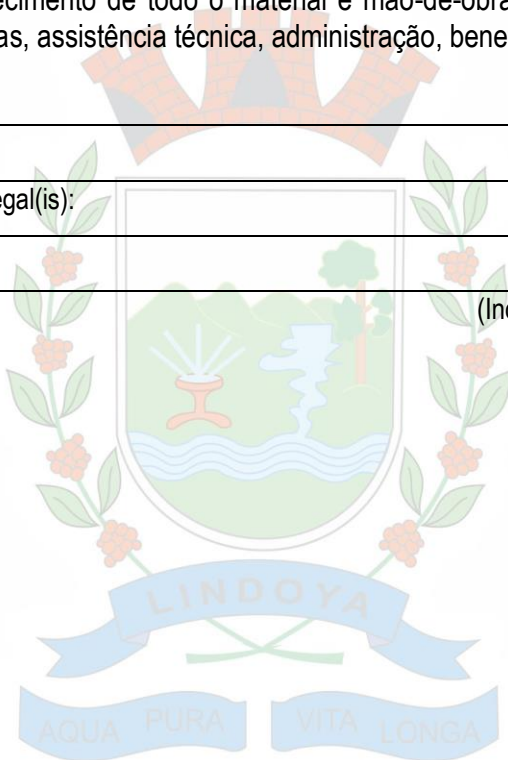 ecimento de todo o material e mão-de-obra
as, assistência técnica, administração, bene
egal(is):
(Inc
LINDOYA
AQUA PURA VITA LONGA